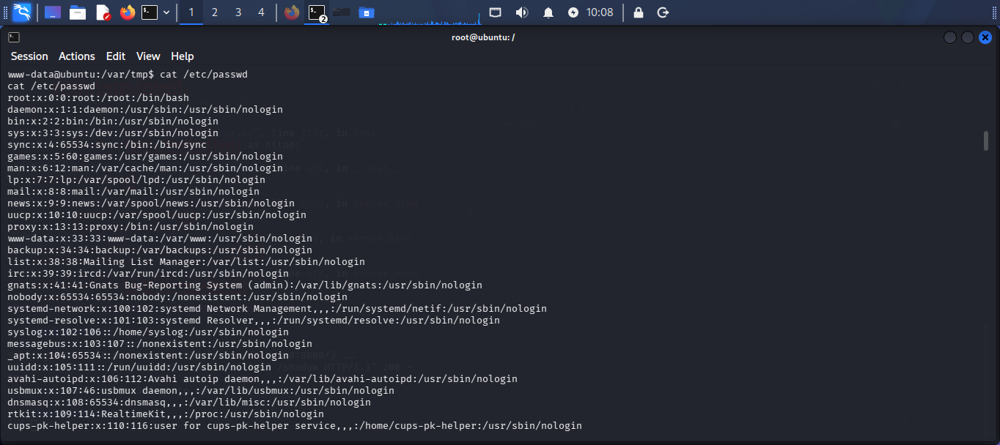 1 2 3 4
2
10:08
root@ubuntu: /
Session Actions Edit View Help
www-data@ubuntu:/var/tmp$ cat /etc/passwd
cat /etc/passwd
root:x:0:0:root:/root:/bin/bash
daemon:x:1:1:daemon:/usr/sbin:/usr/sbin/nologin
bin:x:2:2:bin:/bin:/usr/sbin/nologin
sys:x:3:3:sys:/dev:/usr/sbin/nologin
sync:x:4:65534:sync:/bin:/bin/sync
games:x:5:60:games:/usr/games:/usr/sbin/nologin
man:x:6:12:man:/var/cache/man:/usr/sbin/nologin
lp:x:7:7:lp:/var/spool/lpd:/usr/sbin/nologin
mail:x:8:8:mail:/var/mail:/usr/sbin/nologin
news:x:9:9:news:/var/spool/news:/usr/sbin/nologin
uucp:x:10:10:uucp:/var/spool/uucp:/usr/sbin/nologin
proxy:x:13:13:proxy:/bin:/usr/sbin/nologin
www-data:x:33:33:www-data:/var/www:/usr/sbin/nologin
backup:x:34:34:backup:/var/backups:/usr/sbin/nologin
list:x:38:38:Mailing List Manager:/var/list:/usr/sbin/nologin
irc:x:39:39:ircd:/var/run/ircd:/usr/sbin/nologin
gnats:x:41:41:Gnats Bug-Reporting System (admin):/var/lib/gnats:/usr/sbin/nologin
nobody:x:65534:65534:nobody:/nonexistent:/usr/sbin/nologin
systemd-network:x:100:102:systemd Network Management,,,:/run/systemd/netif:/usr/sbin/nologin
systemd-resolve:x:101:103:systemd Resolver,,,:/run/systemd/resolve:/usr/sbin/nologin
syslog:x:102:106::/home/syslog:/usr/sbin/nologin
messagebus:x:103:107::/nonexistent:/usr/sbin/nologin
_apt:x:104:65534::/nonexistent:/usr/sbin/nologin
uuidd:x:105:111::/run/uuidd:/usr/sbin/nologin
avahi-autoipd:x:106:112:Avahi autoip daemon,,,:/var/lib/avahi-autoipd:/usr/sbin/nologin
usbmux:x:107:46:usbmux daemon,,,:/var/lib/usbmux:/usr/sbin/nologin
dnsmasq:x:108:65534:dnsmasq,,,:/var/lib/misc:/usr/sbin/nologin
rtkit:x:109:114:RealtimeKit,,,:/proc:/usr/sbin/nologin
cups-pk-helper:x:110:116:user for cups-pk-helper service,,,:/home/cups-pk-helper:/usr/sbin/nologin